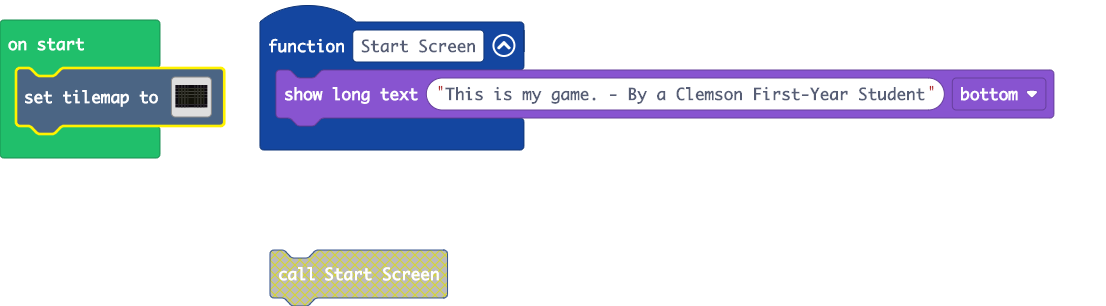 on start
set tilemap to
function Start Screen
show long text "This is my game. - By a Clemson First-Year Student" bottom
call Start Screen